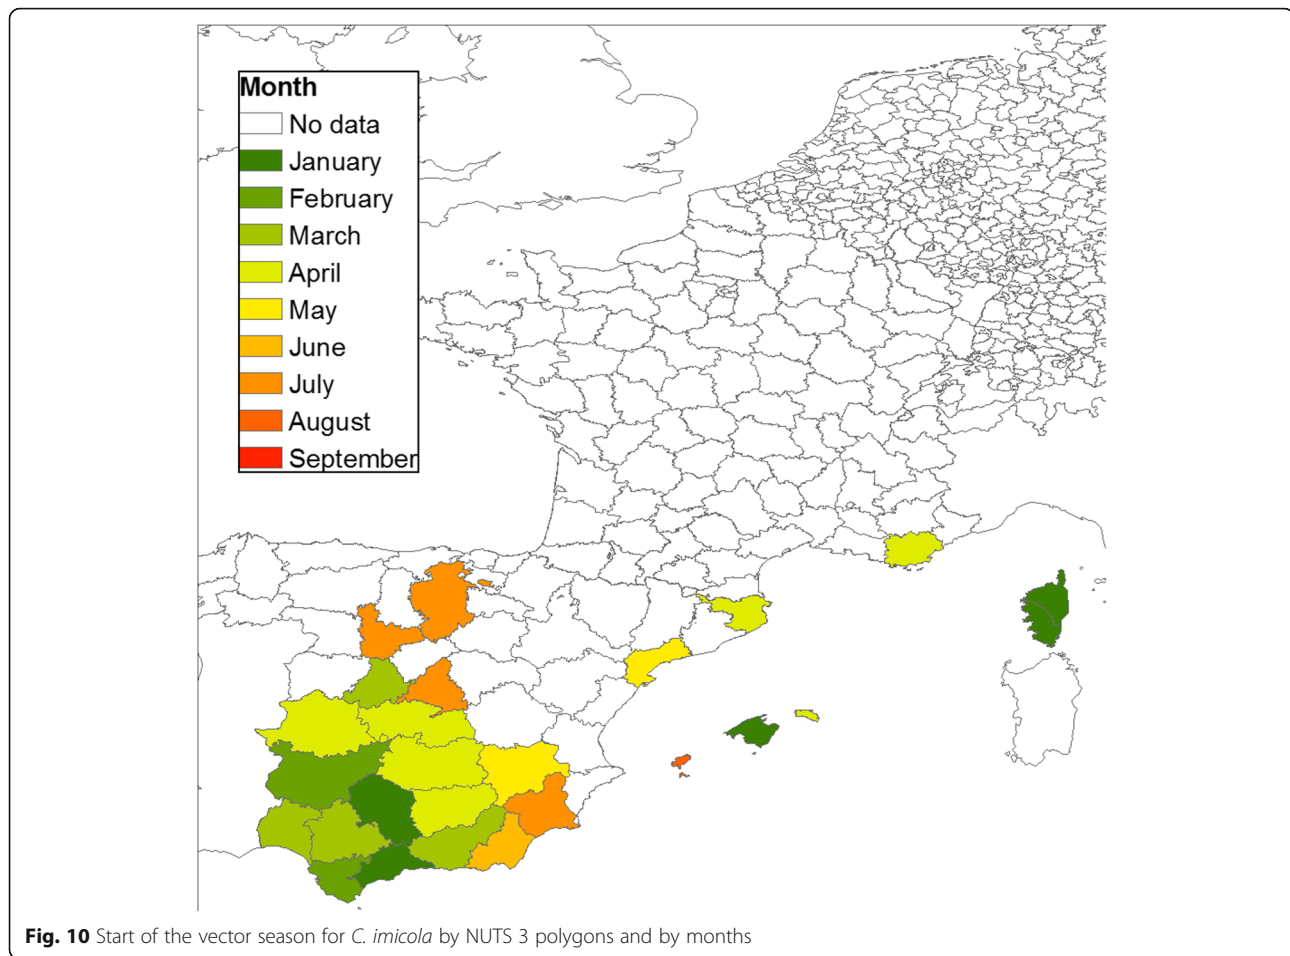 Month
No data
January
February
March
April
May
June
July
August
September
Fig. 10 Start of the vector season for C. imicola by NUTS 3 polygons and by months